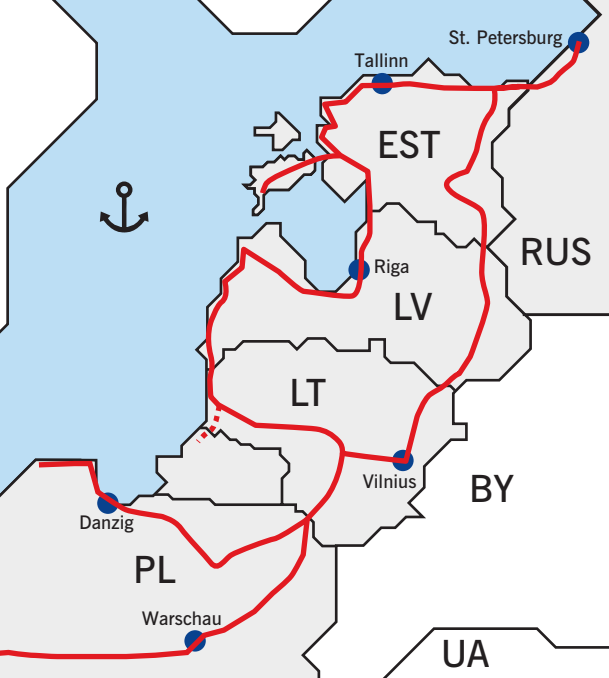 St. Petersburg
Tallinn
EST
RUS
Riga
LV
LT
Vilnius
BY
Danzig
PL
Warschau
UA